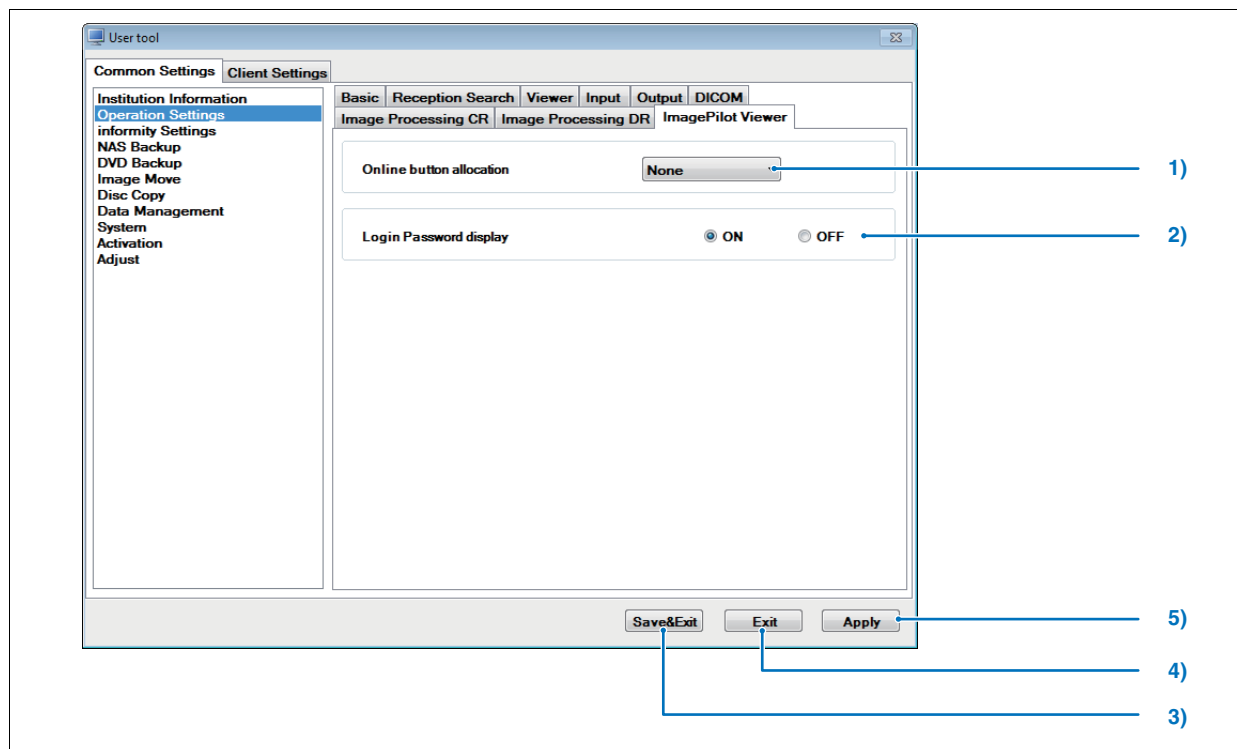 User tool
Common Settings Client Settings
Institution Information
Operation Settings
informity Settings
NAS Backup
DVD Backup
Image Move
Disc Copy
Data Management
System
Activation
Adjust
Basic Reception Search Viewer Input Output DICOM
Image Processing CR Image Processing DR ImagePilot Viewer
Online button allocation None
1)
Login Password display ON OFF
2)
Save&Exit Exit Apply
5)
4)
3)